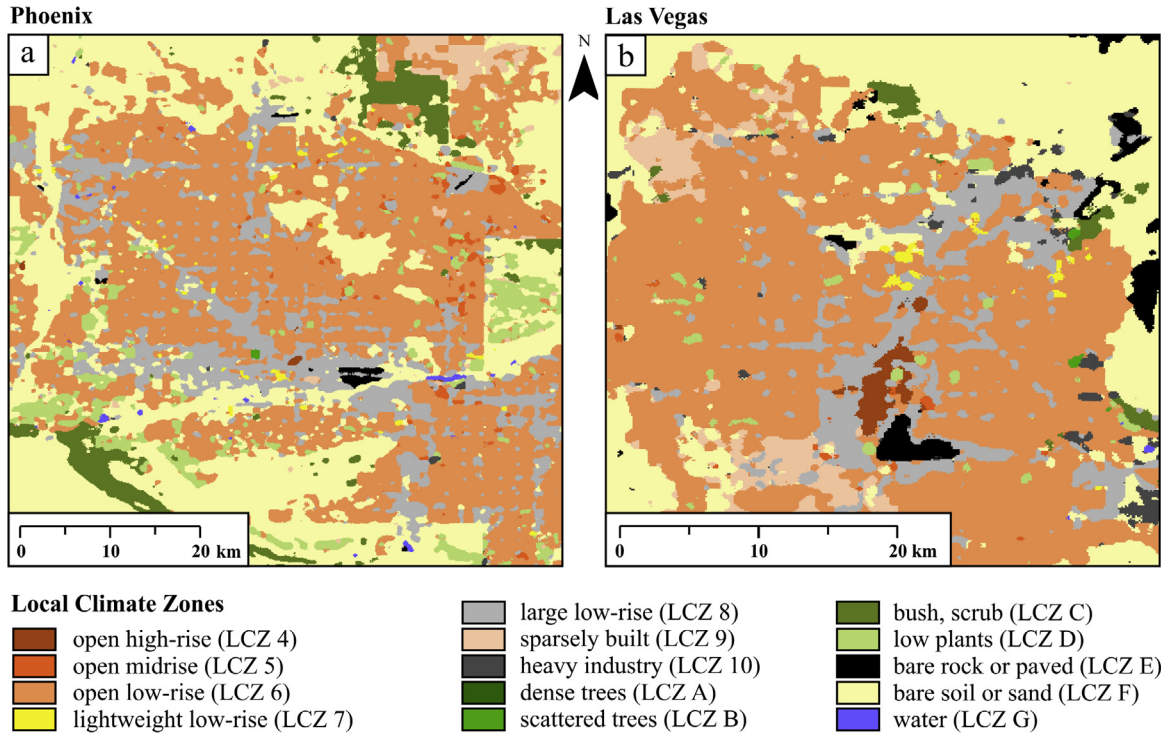 Phoenix
Las Vegas
a
N
b
0 10 20 km
0 10 20 km
Local Climate Zones
open high-rise (LCZ 4)
open midrise (LCZ 5)
open low-rise (LCZ 6)
lightweight low-rise (LCZ 7)
large low-rise (LCZ 8)
sparsely built (LCZ 9)
heavy industry (LCZ 10)
dense trees (LCZ A)
scattered trees (LCZ B)
bush, scrub (LCZ C)
low plants (LCZ D)
bare rock or paved (LCZ E)
bare soil or sand (LCZ F)
water (LCZ G)